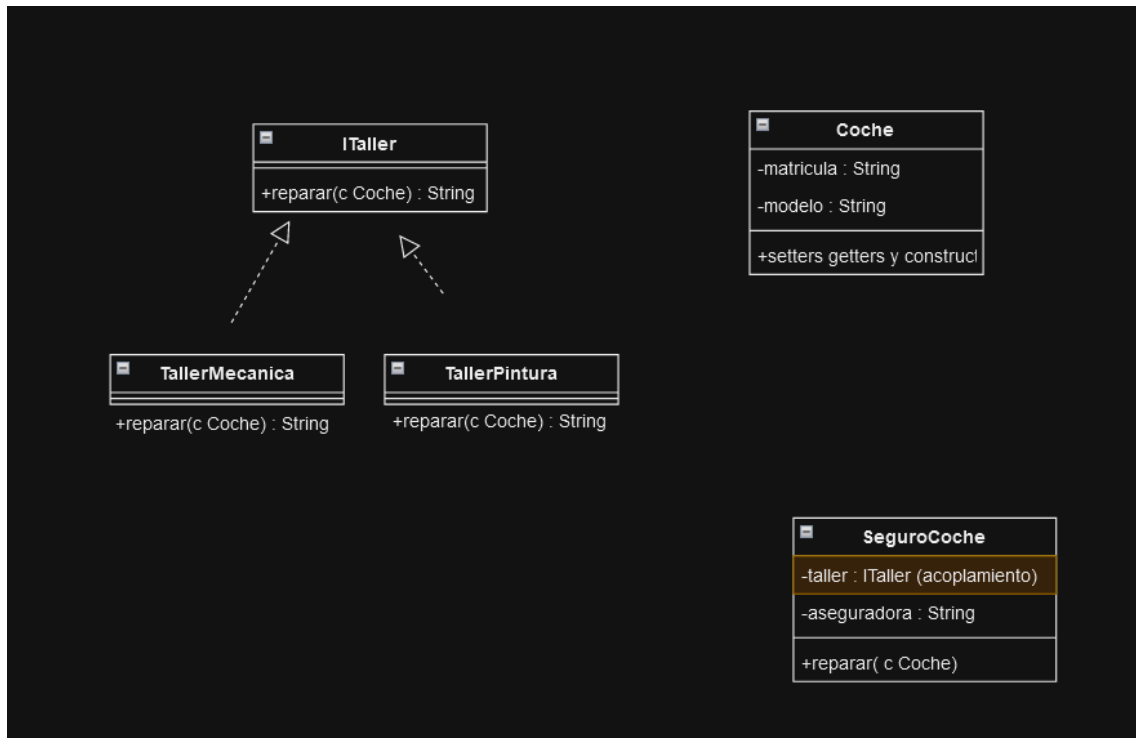 ITaller
+reparar(c Coche) : String
Coche
-matricula : String
-modelo : String
+setters getters y construct
TallerMecanica
+reparar(c Coche) : String
TallerPintura
+reparar(c Coche) : String
SeguroCoche
-taller : ITaller (acoplamiento)
-aseguradora : String
+reparar( c Coche)